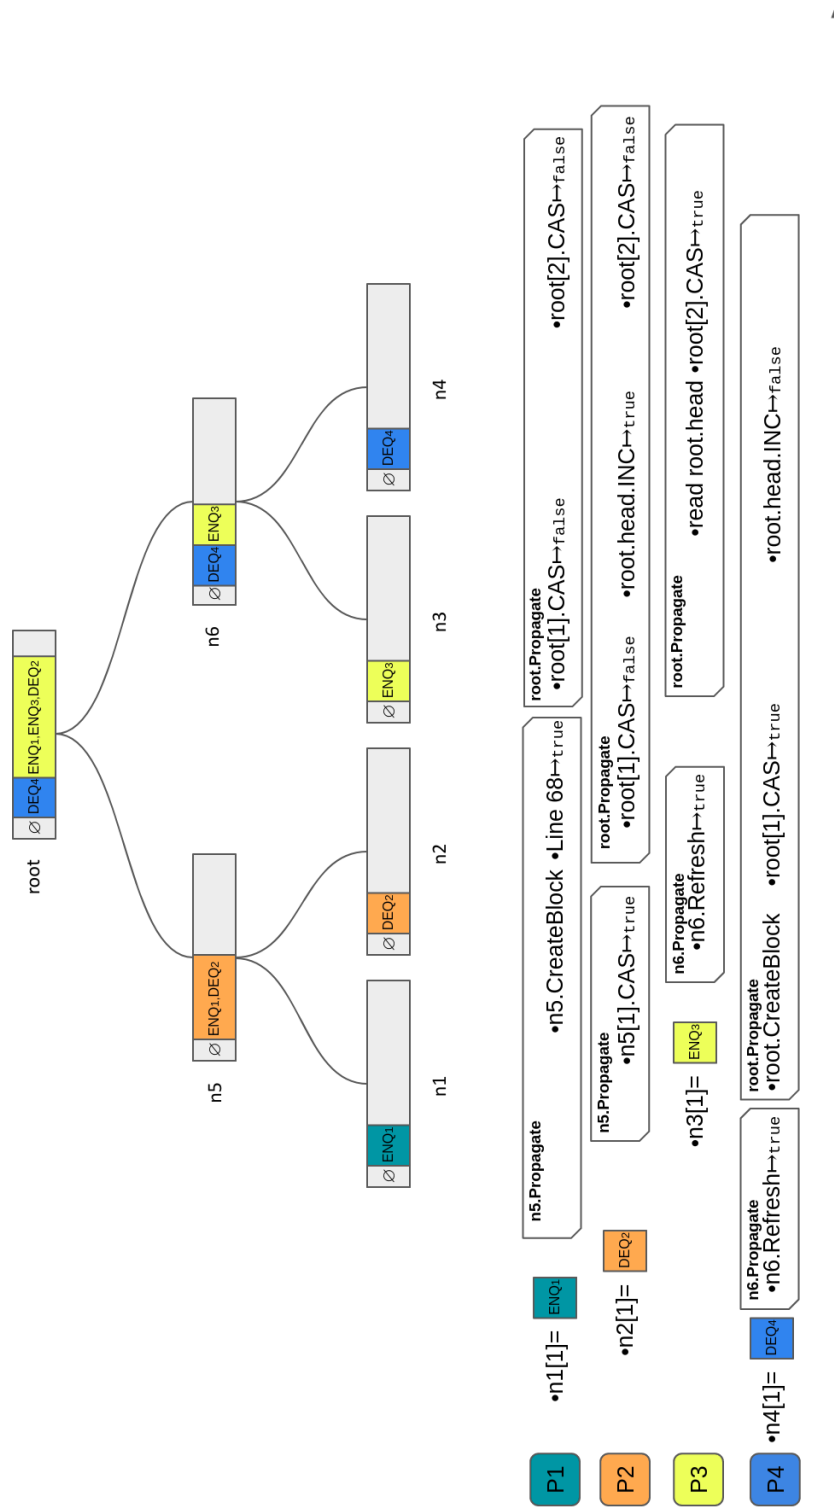 root
∅ DEQ4 ENQ1,ENQ3,DEQ2
n5
∅ ENQ1,DEQ2
n6
∅ DEQ4 ENQ3
∅ ENQ1
∅ DEQ2
∅ ENQ3
∅ DEQ4
n1
n2
n3
n4
P1
•n1[1]= ENQ1
n5.Propagate
•n5.CreateBlock •Line 68↦true
root.Propagate
•root[1].CAS↦false •root[2].CAS↦false
P2
•n2[1]= DEQ2
n5.Propagate
•n5[1].CAS↦true
root.Propagate
•root[1].CAS↦false •root.head.INC↦true •root[2].CAS↦false
P3
•n3[1]= ENQ3
n6.Propagate
•n6.Refresh↦true
root.Propagate
•read root.head •root[2].CAS↦true
P4
•n4[1]= DEQ4
n6.Propagate
•n6.Refresh↦true
root.Propagate
•root.CreateBlock •root[1].CAS↦true •root.head.INC↦false